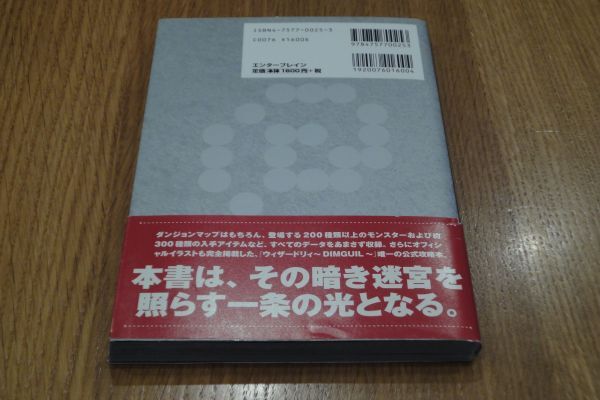 ISBN4-7577-0025-3
C0076 ¥1600E
エンターブレイン
定価 本体1600円+税
9784757700253
1920076016004
ダンジョンマップはもちろん、登場する200種類以上のモンスターおよび約
300種類の入手アイテムなど、すべてのデータをあまさず収録。さらにオフィシ
ャルイラストも完全掲載した、「ウィザードリィ〜DIMGUIL〜」唯一の公式攻略本。
本書は、その暗き迷宮を
照らす一条の光となる。